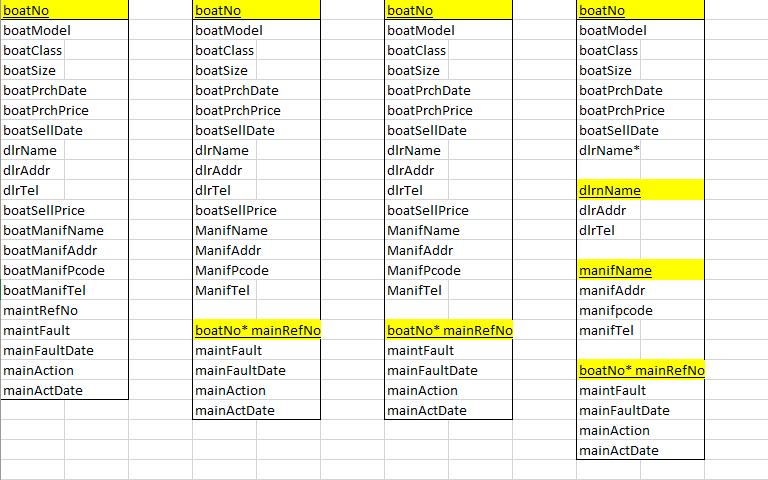 boatNo
boatModel
boatClass
boatSize
boatPrchDate
boatPrchPrice
boatSellDate
dlrName
dlrAddr
dlrTel
boatSellPrice
boatManifName
boatManifAddr
boatManifPcode
boatManifTel
maintRefNo
maintFault
mainFaultDate
mainAction
mainActDate
boatNo
boatModel
boatClass
boatSize
boatPrchDate
boatPrchPrice
boatSellDate
dlrName
dlrAddr
dlrTel
boatSellPrice
ManifName
ManifAddr
ManifPcode
ManifTel
boatNo* mainRefNo
maintFault
mainFaultDate
mainAction
mainActDate
boatNo
boatModel
boatClass
boatSize
boatPrchDate
boatPrchPrice
boatSellDate
dlrName
dlrAddr
dlrTel
boatSellPrice
ManifName
ManifAddr
ManifPcode
ManifTel
boatNo* mainRefNo
maintFault
mainFaultDate
mainAction
mainActDate
boatNo
boatModel
boatClass
boatSize
boatPrchDate
boatPrchPrice
boatSellDate
dlrName*
dlrnName
dlrAddr
dlrTel
manifName
manifAddr
manifpcode
manifTel
boatNo* mainRefNo
maintFault
mainFaultDate
mainAction
mainActDate